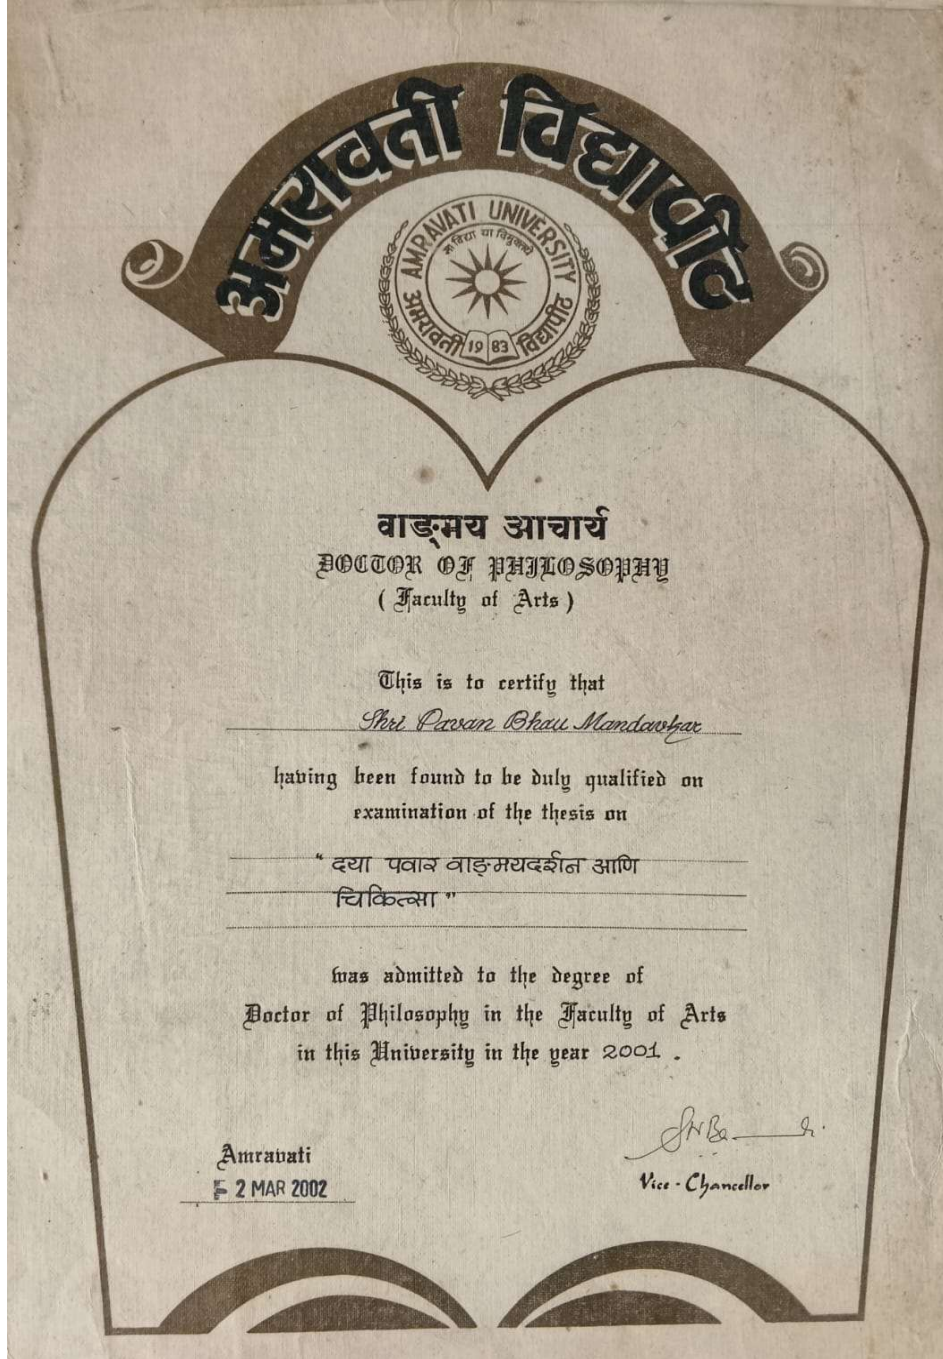 अमरावती विद्यापीठ
AMRAVATI UNIVERSITY
सा विद्या या विमुक्तये
19 83
अमरावती विद्यापीठ
वाङ्‌मय आचार्य
DOCTOR OF PHILOSOPHY
( Faculty of Arts )
This is to certify that
Shri Pavan Bhau Mandavkar
having been found to be duly qualified on
examination of the thesis on
“ दया पवार वाङ्‌मयदर्शन आणि
चिकित्सा ”
was admitted to the degree of
Doctor of Philosophy in the Faculty of Arts
in this University in the year 2001 .
Amravati
2 MAR 2002
Vice - Chancellor